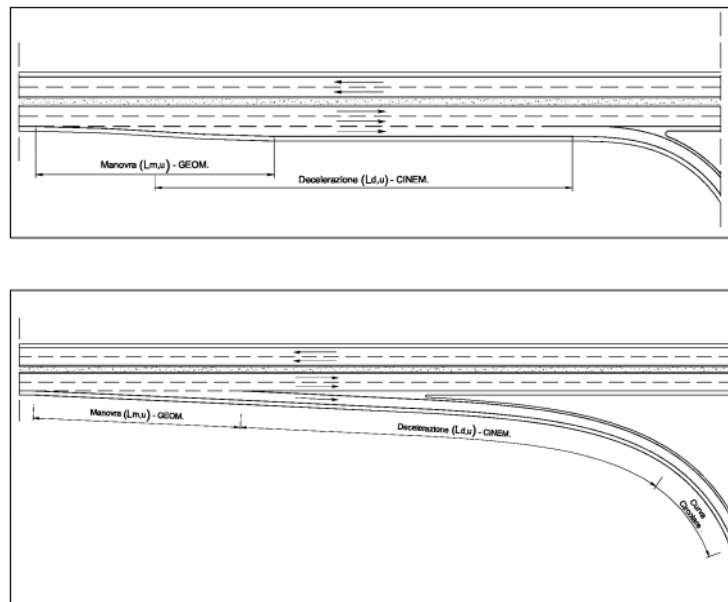 Manovra (Lm,u) - GEOM.
Decelerazione (Ld,u) - CINEM.
Manovra (Lm,u) - GEOM.
Decelerazione (Ld,u) - CINEM.
Curva
Circolare